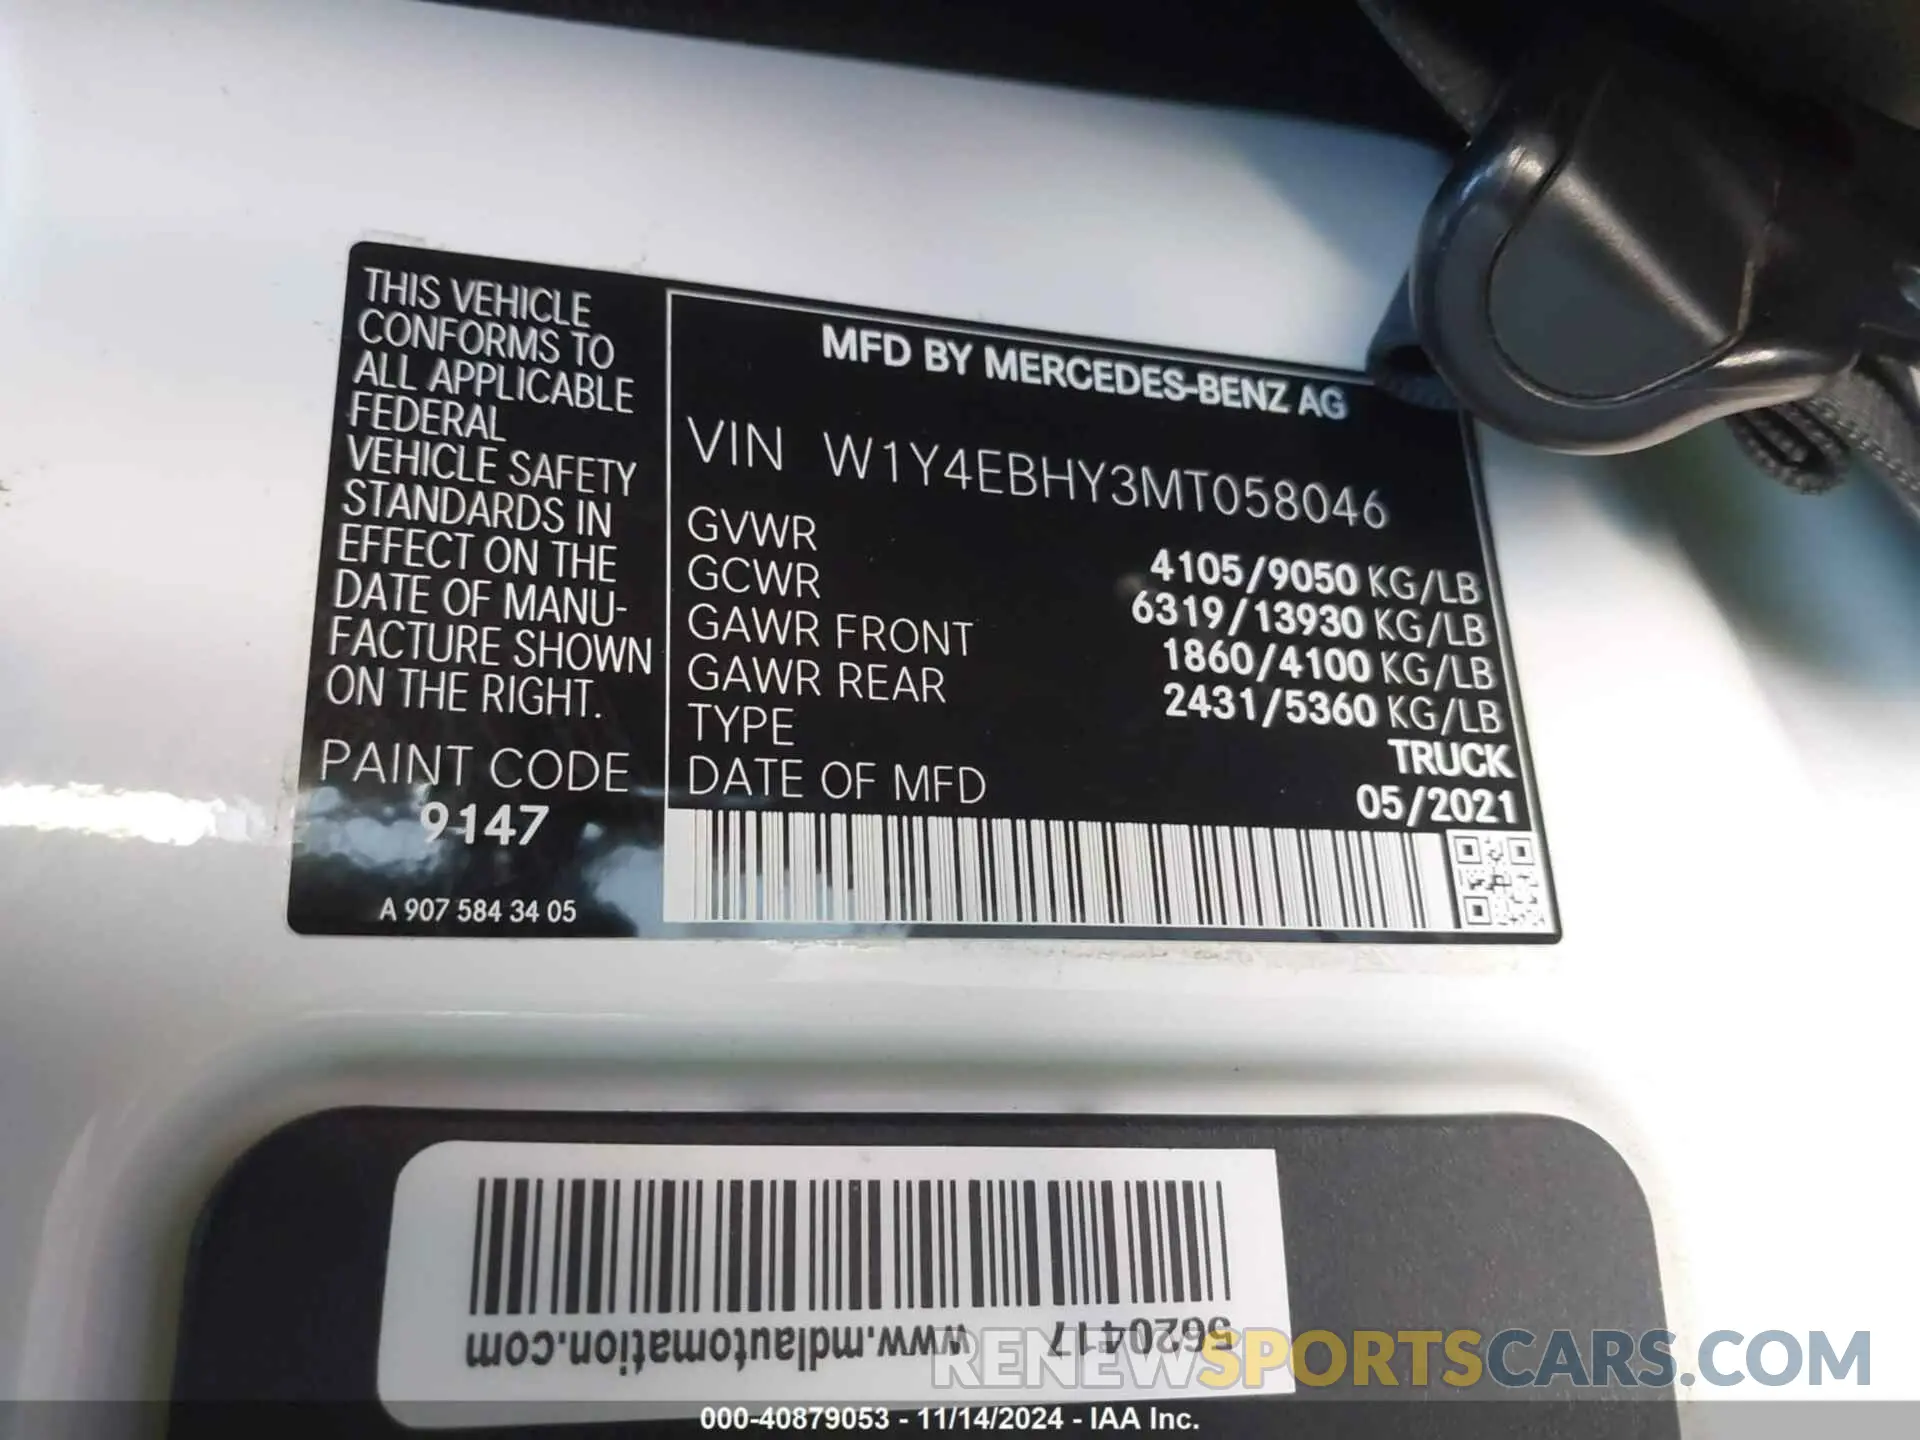 THIS VEHICLE
CONFORMS TO
ALL APPLICABLE
FEDERAL
VEHICLE SAFETY
STANDARDS IN
EFFECT ON THE
DATE OF MANU-
FACTURE SHOWN
ON THE RIGHT.
PAINT CODE
9147
A 907 584 34 05
MFD BY MERCEDES-BENZ AG
VIN W1Y4EBHY3MT058046
GVWR 4105/9050 KG/LB
GCWR 6319/13930 KG/LB
GAWR FRONT 1860/4100 KG/LB
GAWR REAR 2431/5360 KG/LB
TYPE TRUCK
DATE OF MFD 05/2021
5620417 www.mdlautomation.com
RENEWSPORTSCARS.COM
000-40879053 - 11/14/2024 - IAA Inc.